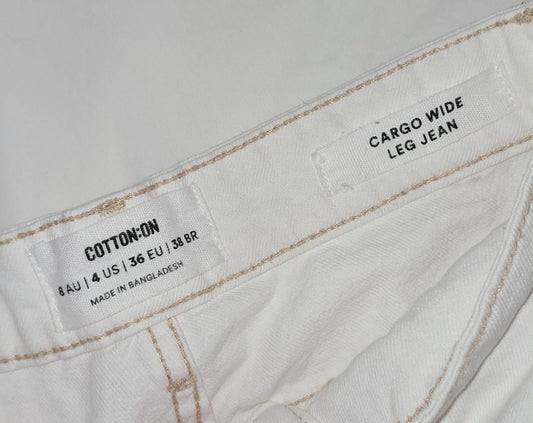 COTTON:ON
8 AU | 4 US | 36 EU | 38 BR
MADE IN BANGLADESH
CARGO WIDE
LEG JEAN